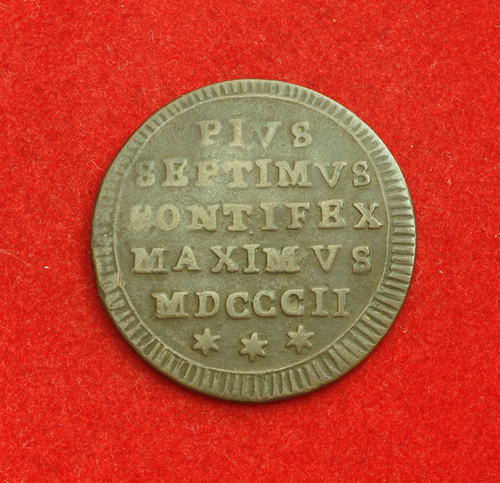 PIVS
SEPTIMVS
PONTIFEX
MAXIMVS
MDCCCII